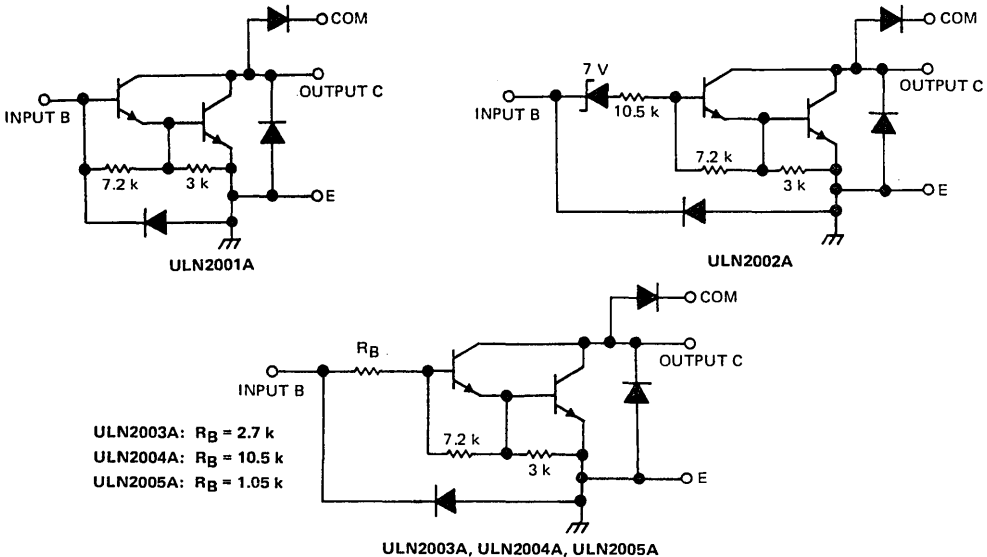 COM
OUTPUT C
INPUT B
7.2 k
3 k
E
ULN2001A
COM
7 V
OUTPUT C
INPUT B
10.5 k
7.2 k
3 k
E
ULN2002A
COM
RB
OUTPUT C
INPUT B
7.2 k
3 k
E
ULN2003A: RB = 2.7 k
ULN2004A: RB = 10.5 k
ULN2005A: RB = 1.05 k
ULN2003A, ULN2004A, ULN2005A